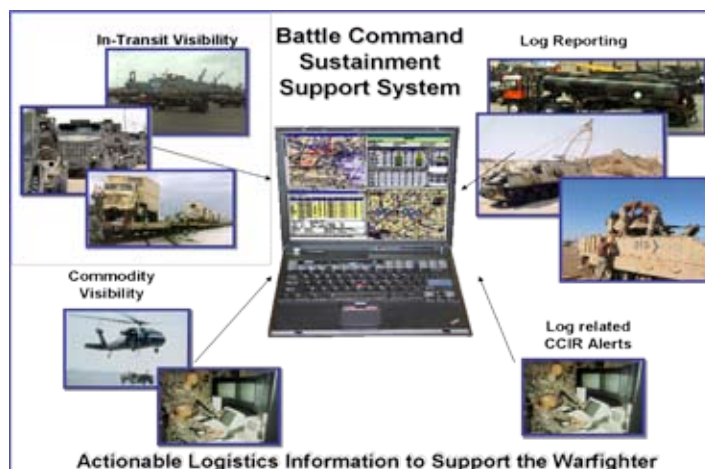 In-Transit Visibility
Battle Command
Sustainment
Support System
Log Reporting
Commodity
Visibility
Log related
CCIR Alerts
Actionable Logistics Information to Support the Warfighter